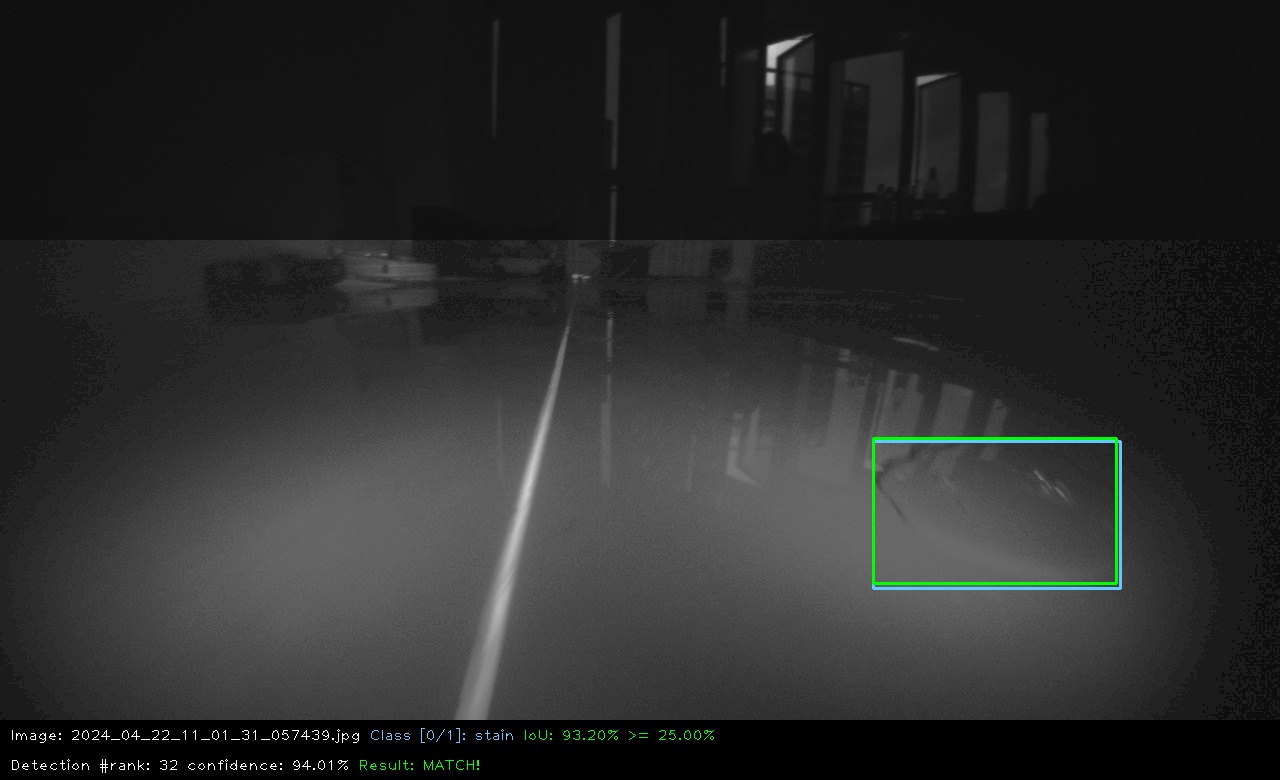 Image: 2024_04_22_11_01_31_057439.jpg Class [0/1]: stain IoU: 93.20% >= 25.00%
Detection #rank: 32 confidence: 94.01% Result: MATCH!